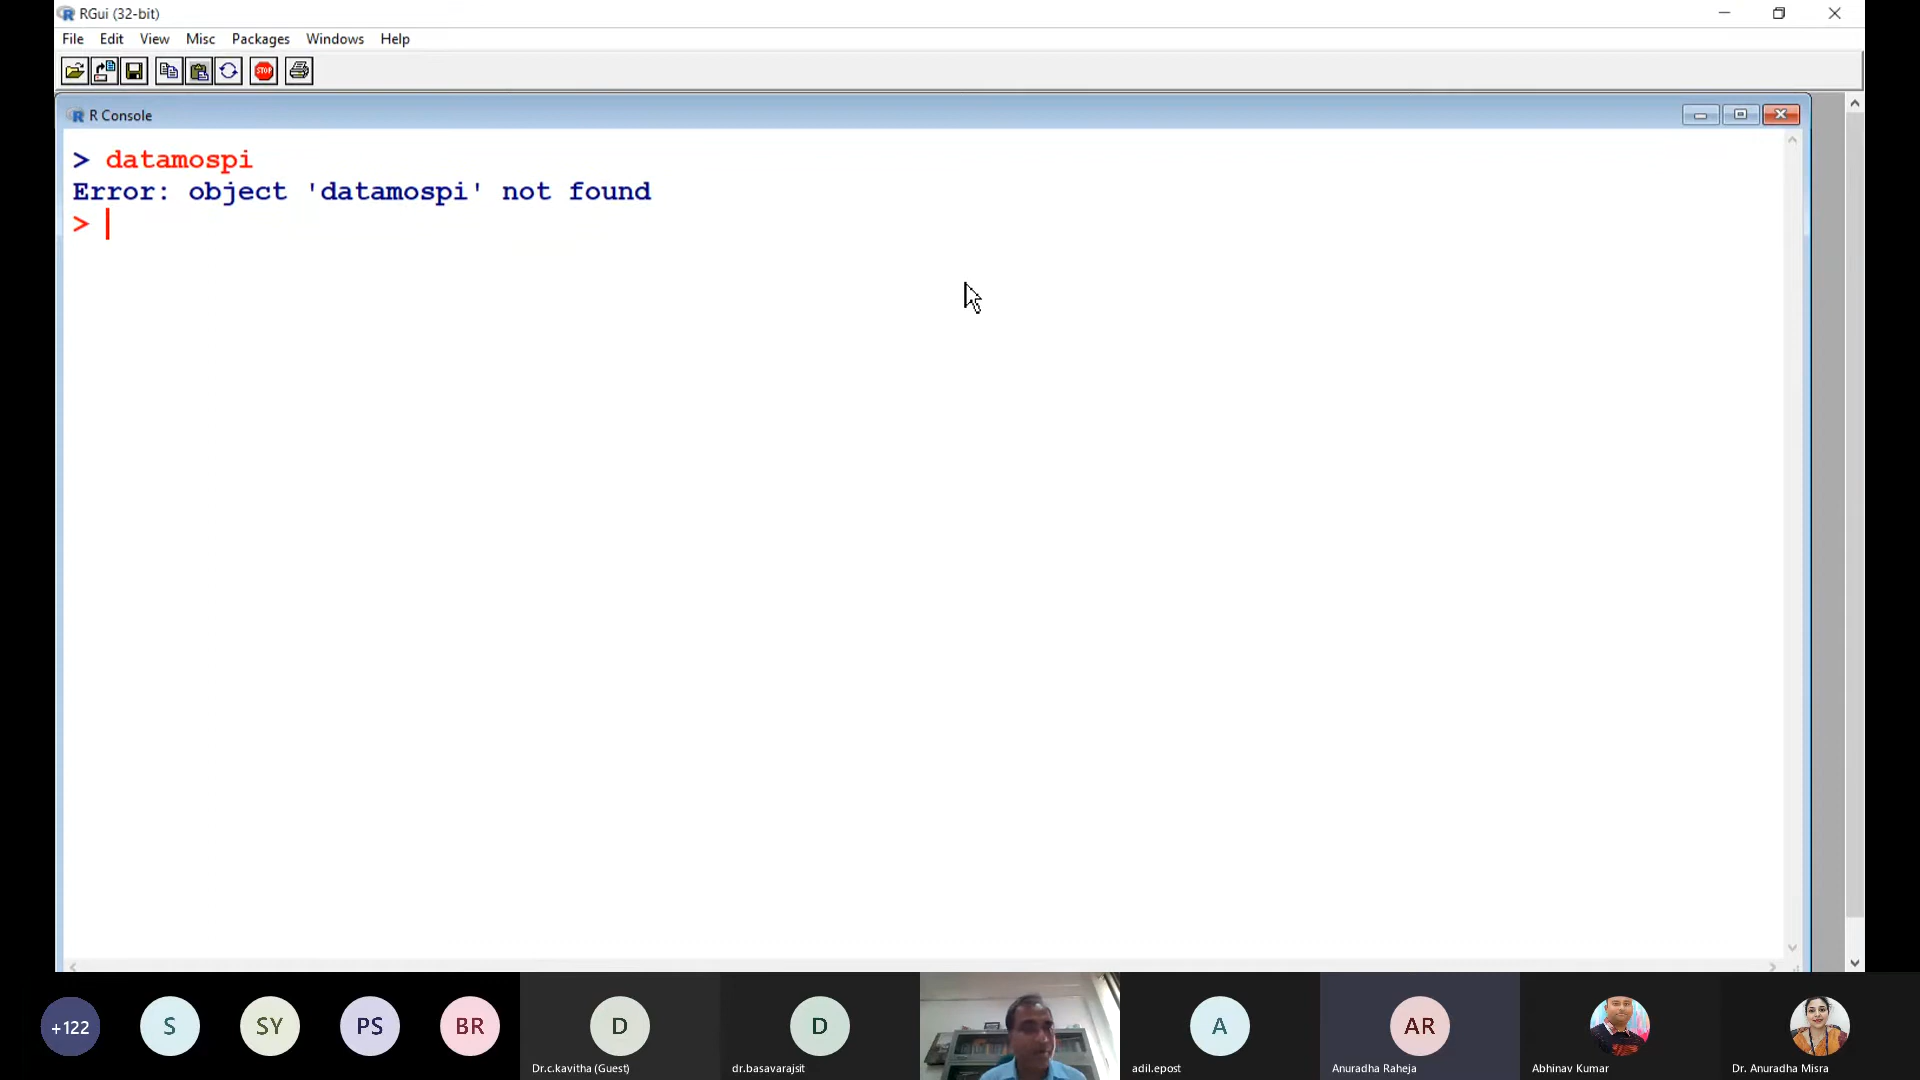 RGui (32-bit)
File Edit View Misc Packages Windows Help
STOP
R Console
> datamospi
Error: object 'datamospi' not found
>
+122 S SY PS BR D D A AR
Dr.c.kavitha (Guest) dr.basavarajsit adil.epost Anuradha Raheja Abhinav Kumar Dr. Anuradha Misra